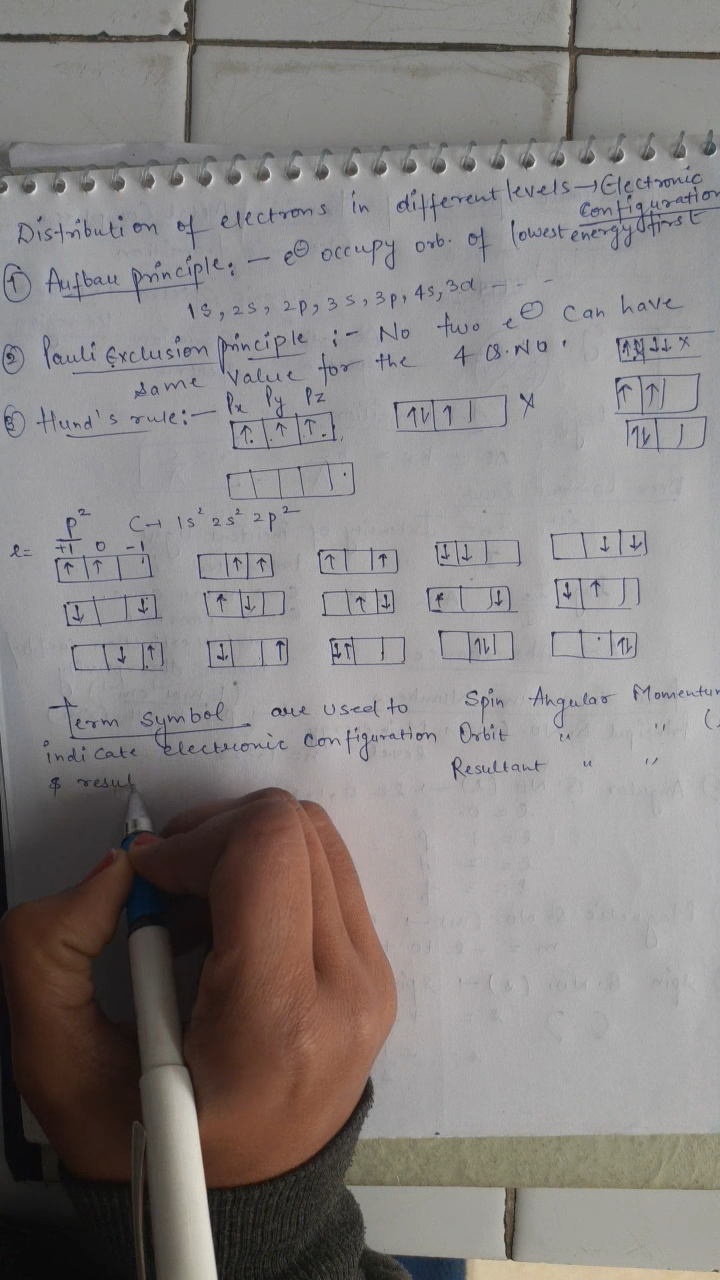 Distribution of electrons in different levels → Electronic
Configuration
① Aufbau principle :- e⊖ occupy orb. of lowest energy first
1s, 2s, 2p, 3s, 3p, 4s, 3d - - - -
② Pauli Exclusion principle :- No two e⊖ can have
same value for the 4 Q.No.
↑↓ ↓↓ x
③ Hund's rule :- Px Py Pz
↑ ↑ ↑
↑↓ ↑ X
↑ ↑
↑↓
p² C → 1s² 2s² 2p²
l = +1 0 -1
↑ ↑ ↑ ↑ ↑ ↑ ↓ ↓ ↓ ↓
↓ ↓ ↑ ↓ ↑ ↓ ↑ ↓ ↓ ↑
↓ ↑ ↓ ↑ ↓↑ ↑↓ ↑↓
Term symbol are used to
indicate electronic configuration
& resul
Spin Angular Momentum
Orbit " " (
Resultant " "